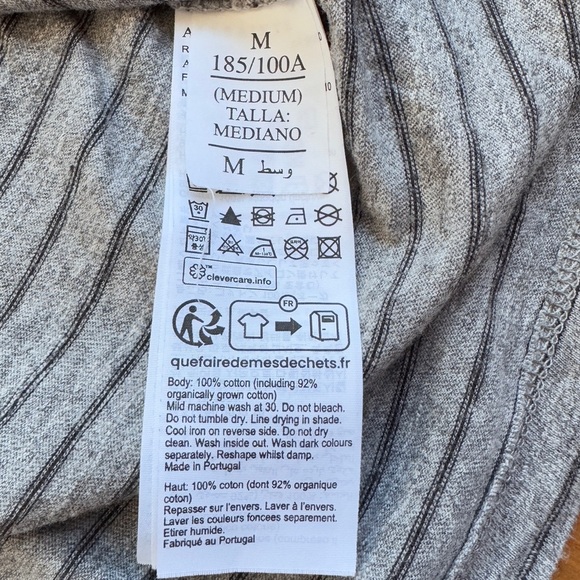 M
185/100A
(MEDIUM)
TALLA:
MEDIANO
M وسط
A
R
A
F
M
30
clevercare.info
FR
quefairedemesdechets.fr
Body: 100% cotton (including 92%
organically grown cotton)
Mild machine wash at 30. Do not bleach.
Do not tumble dry. Line drying in shade.
Cool iron on reverse side. Do not dry
clean. Wash inside out. Wash dark colours
separately. Reshape whilst damp.
Made in Portugal
Haut: 100% coton (dont 92% organique
coton)
Repasser sur l'envers. Laver à l'envers.
Laver les couleurs foncees separement.
Etirer humide.
Fabriqué au Portugal